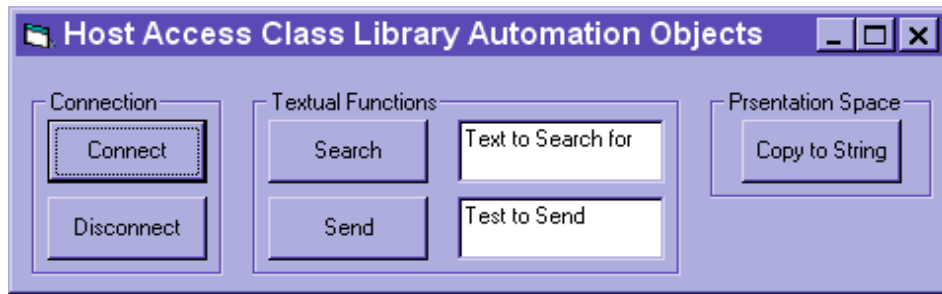 Host Access Class Library Automation Objects
Connection
Connect
Disconnect
Textual Functions
Search
Text to Search for
Send
Test to Send
Prsentation Space
Copy to String